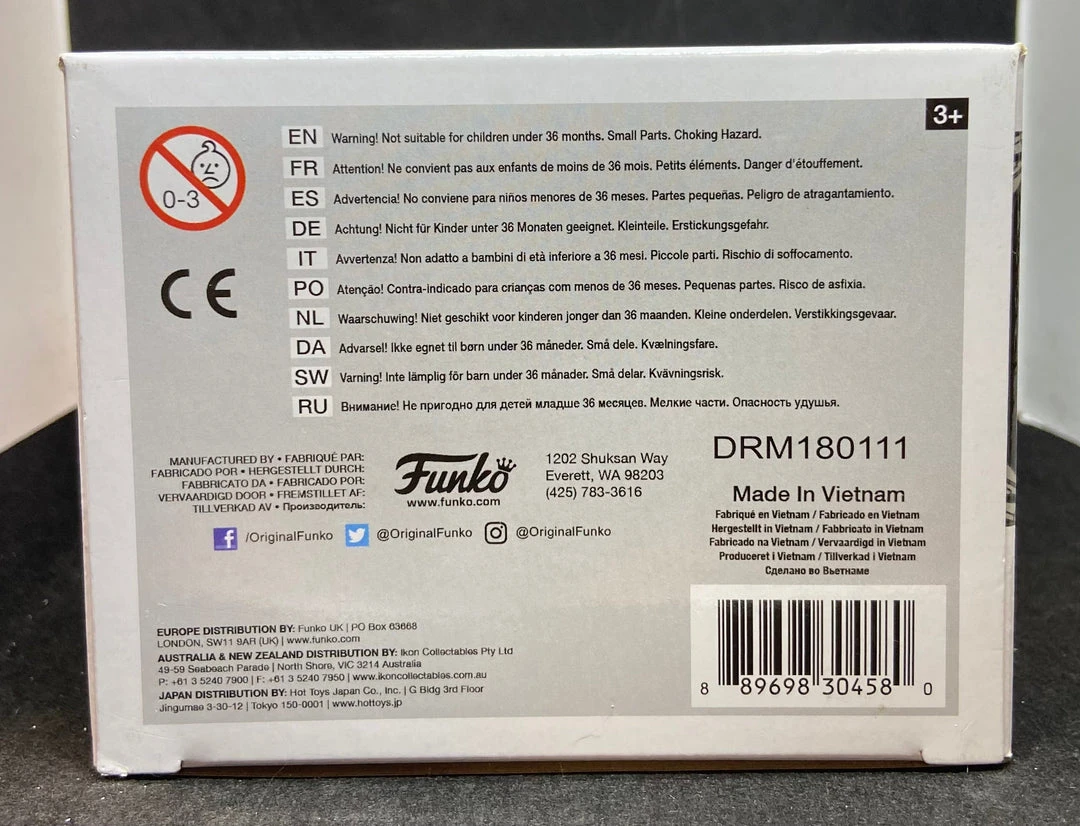 3+
0-3
EN Warning! Not suitable for children under 36 months. Small Parts. Choking Hazard.
FR Attention! Ne convient pas aux enfants de moins de 36 mois. Petits éléments. Danger d'étouffement.
ES Advertencia! No conviene para niños menores de 36 meses. Partes pequeñas. Peligro de atragantamiento.
DE Achtung! Nicht für Kinder unter 36 Monaten geeignet. Kleinteile. Erstickungsgefahr.
IT Avvertenza! Non adatto a bambini di età inferiore a 36 mesi. Piccole parti. Rischio di soffocamento.
PO Atenção! Contra-indicado para crianças com menos de 36 meses. Pequenas partes. Risco de asfixia.
NL Waarschuwing! Niet geschikt voor kinderen jonger dan 36 maanden. Kleine onderdelen. Verstikkingsgevaar.
DA Advarsel! Ikke egnet til børn under 36 måneder. Små dele. Kvælningsfare.
SW Varning! Inte lämplig för barn under 36 månader. Små delar. Kvävningsrisk.
RU Внимание! Не пригодно для детей младше 36 месяцев. Мелкие части. Опасность удушья.
CE
MANUFACTURED BY • FABRIQUÉ PAR:
FABRICADO POR • HERGESTELLT DURCH:
FABBRICATO DA • FABRICADO POR:
VERVAARDIGD DOOR • FREMSTILLET AF:
TILLVERKAD AV • Производитель:
Funko
www.funko.com
1202 Shuksan Way
Everett, WA 98203
(425) 783-3616
/OriginalFunko @OriginalFunko @OriginalFunko
DRM180111
Made In Vietnam
Fabriqué en Vietnam / Fabricado en Vietnam
Hergestellt in Vietnam / Fabbricato in Vietnam
Fabricado na Vietnam / Vervaardigd in Vietnam
Produceret i Vietnam / Tillverkad i Vietnam
Сделано во Вьетнаме
EUROPE DISTRIBUTION BY: Funko UK | PO Box 63668
LONDON, SW11 9AR (UK) | www.funko.com
AUSTRALIA & NEW ZEALAND DISTRIBUTION BY: Ikon Collectables Pty Ltd
49-59 Seabeach Parade | North Shore, VIC 3214 Australia
P: +61 3 5240 7900 | F: +61 3 5240 7950 | www.ikoncollectables.com.au
JAPAN DISTRIBUTION BY: Hot Toys Japan Co., Inc. | G Bldg 3rd Floor
Jingumae 3-30-12 | Tokyo 150-0001 | www.hottoys.jp
8 89698 30458 0